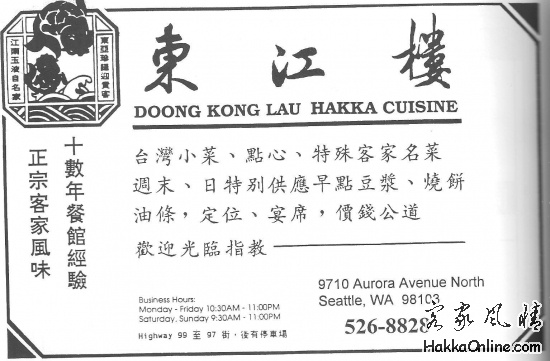 東江樓
DOONG KONG LAU HAKKA CUISINE
東亞珍饈迎貴客
江瀾玉液自名家
十數年餐館經驗
正宗客家風味
台灣小菜、點心、特殊客家名菜
週末、日特別供應早點豆漿、燒餅
油條,定位、宴席,價錢公道
歡迎光臨指教
9710 Aurora Avenue North
Seattle, WA 98103
526-8828
Business Hours:
Monday - Friday 10:30AM - 11:00PM
Saturday, Sunday 9:30AM - 11:00PM
Highway 99 至 97 街,後有停車場
客家風情
HakkaOnline.com